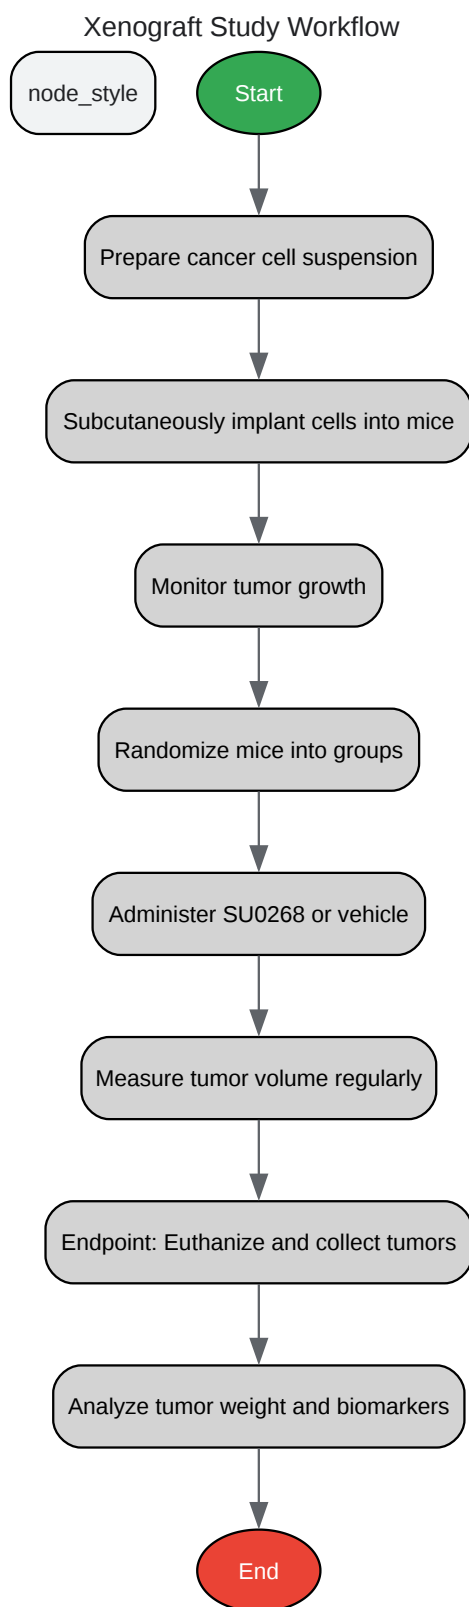 Xenograft Study Workflow
node_style
Start
Prepare cancer cell suspension
Subcutaneously implant cells into mice
Monitor tumor growth
Randomize mice into groups
Administer SU0268 or vehicle
Measure tumor volume regularly
Endpoint: Euthanize and collect tumors
Analyze tumor weight and biomarkers
End